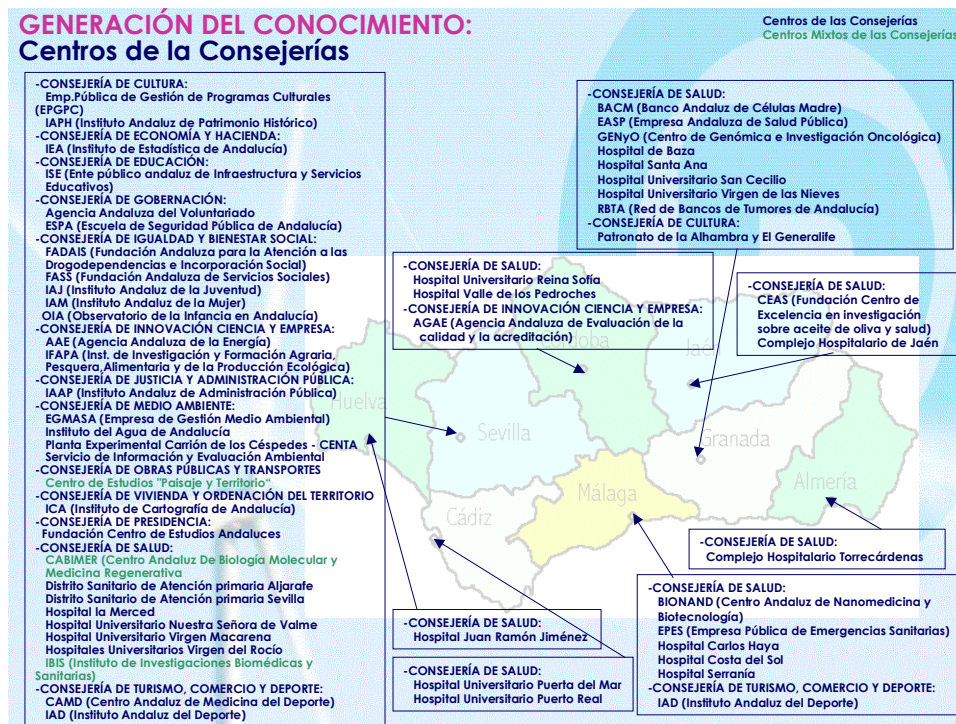 GENERACIÓN DEL CONOCIMIENTO:
Centros de la Consejerías
Centros de las Consejerías
Centros Mixtos de las Consejerías
-CONSEJERÍA DE CULTURA:
Emp.Pública de Gestión de Programas Culturales
(EPGPC)
IAPH (Instituto Andaluz de Patrimonio Histórico)
-CONSEJERÍA DE ECONOMÍA Y HACIENDA:
IEA (Instituto de Estadística de Andalucía)
-CONSEJERÍA DE EDUCACIÓN:
ISE (Ente público andaluz de Infraestructura y Servicios
Educativos)
-CONSEJERÍA DE GOBERNACIÓN:
Agencia Andaluza del Voluntariado
ESPA (Escuela de Seguridad Pública de Andalucía)
-CONSEJERÍA DE IGUALDAD Y BIENESTAR SOCIAL:
FADAIS (Fundación Andaluza para la Atención a las
Drogodependencias e Incorporación Social)
FASS (Fundación Andaluza de Servicios Sociales)
IAJ (Instituto Andaluz de la Juventud)
IAM (Instituto Andaluz de la Mujer)
OIA (Observatorio de la Infancia en Andalucía)
-CONSEJERÍA DE INNOVACIÓN CIENCIA Y EMPRESA:
AAE (Agencia Andaluza de la Energía)
IFAPA (Inst. de Investigación y Formación Agraria,
Pesquera,Alimentaria y de la Producción Ecológica)
-CONSEJERÍA DE JUSTICIA Y ADMINISTRACIÓN PÚBLICA:
IAAP (Instituto Andaluz de Administración Pública)
-CONSEJERÍA DE MEDIO AMBIENTE:
EGMASA (Empresa de Gestión Medio Ambiental)
Instituto del Agua de Andalucía
Planta Experimental Carrión de los Céspedes - CENTA
Servicio de Información y Evaluación Ambiental
-CONSEJERÍA DE OBRAS PÚBLICAS Y TRANSPORTES
Centro de Estudios "Paisaje y Territorio"
-CONSEJERÍA DE VIVIENDA Y ORDENACIÓN DEL TERRITORIO
ICA (Instituto de Cartografía de Andalucía)
-CONSEJERÍA DE PRESIDENCIA:
Fundación Centro de Estudios Andaluces
-CONSEJERÍA DE SALUD:
CABIMER (Centro Andaluz De Biología Molecular y
Medicina Regenerativa
Distrito Sanitario de Atención primaria Aljarafe
Distrito Sanitario de Atención primaria Sevilla
Hospital la Merced
Hospital Universitario Nuestra Señora de Valme
Hospital Universitario Virgen Macarena
Hospitales Universitarios Virgen del Rocío
IBIS (Instituto de Investigaciones Biomédicas y
Sanitarias)
-CONSEJERÍA DE TURISMO, COMERCIO Y DEPORTE:
CAMD (Centro Andaluz de Medicina del Deporte)
IAD (Instituto Andaluz del Deporte)
-CONSEJERÍA DE SALUD:
BACM (Banco Andaluz de Células Madre)
EASP (Empresa Andaluza de Salud Pública)
GENyO (Centro de Genómica e Investigación Oncológica)
Hospital de Baza
Hospital Santa Ana
Hospital Universitario San Cecilio
Hospital Universitario Virgen de las Nieves
RBTA (Red de Bancos de Tumores de Andalucía)
-CONSEJERÍA DE CULTURA:
Patronato de la Alhambra y El Generalife
-CONSEJERÍA DE SALUD:
Hospital Universitario Reina Sofía
Hospital Valle de los Pedroches
-CONSEJERÍA DE INNOVACIÓN CIENCIA Y EMPRESA:
AGAE (Agencia Andaluza de Evaluación de la
calidad y la acreditación)
-CONSEJERÍA DE SALUD:
CEAS (Fundación Centro de
Excelencia en investigación
sobre aceite de oliva y salud)
Complejo Hospitalario de Jaén
Córdoba
Jaén
Huelva
Sevilla
Granada
Málaga
Almería
Cádiz
-CONSEJERÍA DE SALUD:
Complejo Hospitalario Torrecárdenas
-CONSEJERÍA DE SALUD:
Hospital Juan Ramón Jiménez
-CONSEJERÍA DE SALUD:
Hospital Universitario Puerta del Mar
Hospital Universitario Puerto Real
-CONSEJERÍA DE SALUD:
BIONAND (Centro Andaluz de Nanomedicina y
Biotecnología)
EPES (Empresa Pública de Emergencias Sanitarias)
Hospital Carlos Haya
Hospital Costa del Sol
Hospital Serranía
-CONSEJERÍA DE TURISMO, COMERCIO Y DEPORTE:
IAD (Instituto Andaluz del Deporte)